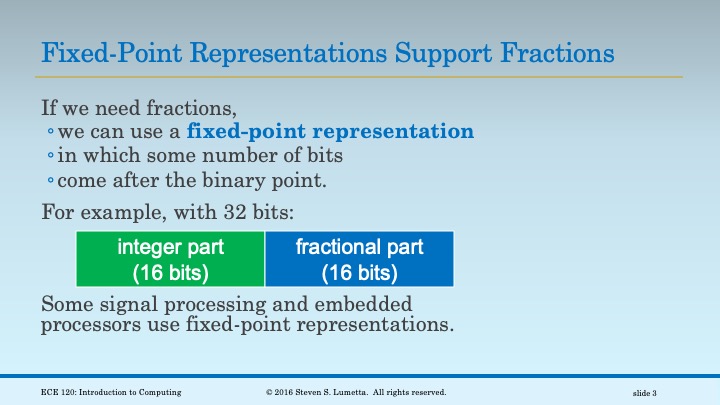 Fixed-Point Representations Support Fractions
If we need fractions,
◦ we can use a fixed-point representation
◦ in which some number of bits
◦ come after the binary point.
For example, with 32 bits:
integer part
(16 bits)
fractional part
(16 bits)
Some signal processing and embedded
processors use fixed-point representations.
ECE 120: Introduction to Computing
© 2016 Steven S. Lumetta. All rights reserved.
slide 3